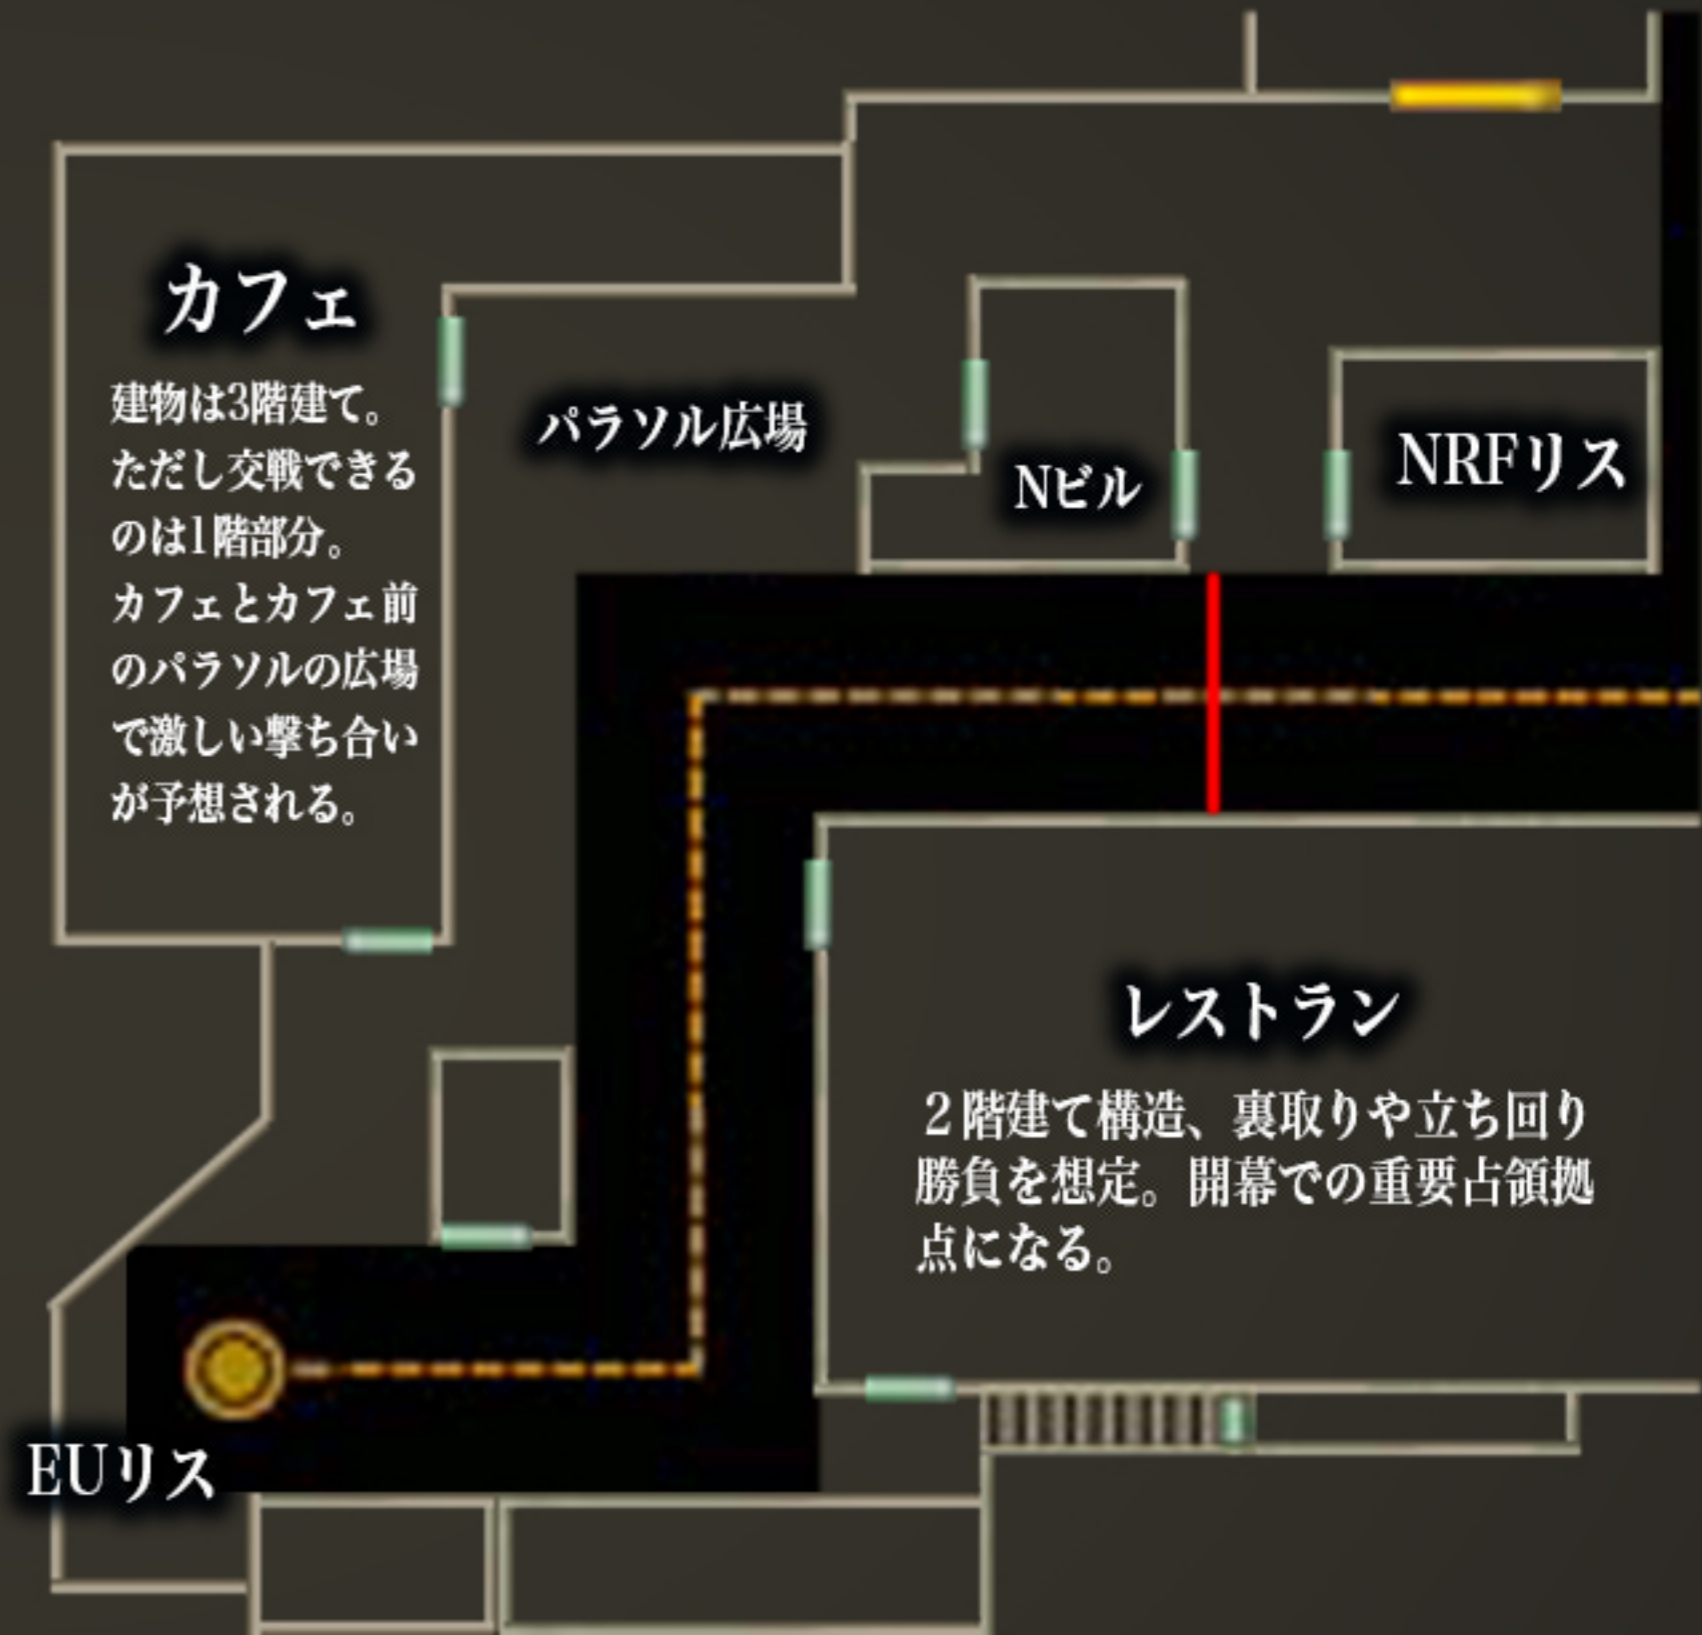 カフェ
建物は3階建て。
ただし交戦できる
のは1階部分。
カフェとカフェ前
のパラソルの広場
で激しい撃ち合い
が予想される。
パラソル広場
Nビル
NRFリス
レストラン
２階建て構造、裏取りや立ち回り
勝負を想定。開幕での重要占領拠
点になる。
EUリス